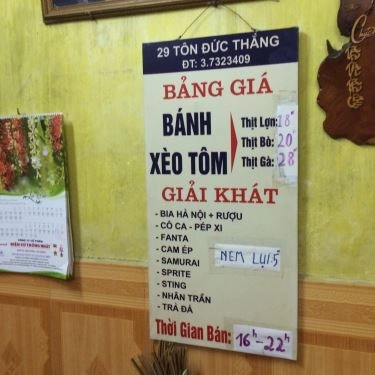 29 TÔN ĐỨC THẮNG
ĐT: 3.7323409
BẢNG GIÁ
BÁNH
XÈO TÔM
Thịt Lợn: 18
Thịt Bò: 20
Thịt Gà: 28
GIẢI KHÁT
- BIA HÀ NỘI + RƯỢU
- CÔ CA - PÉP XI
- FANTA
- CAM ÉP
- SAMURAI
- SPRITE
- STING
- NHÂN TRẦN
- TRÀ ĐÁ
NEM LỤI 5
Thời Gian Bán: 16h-22h